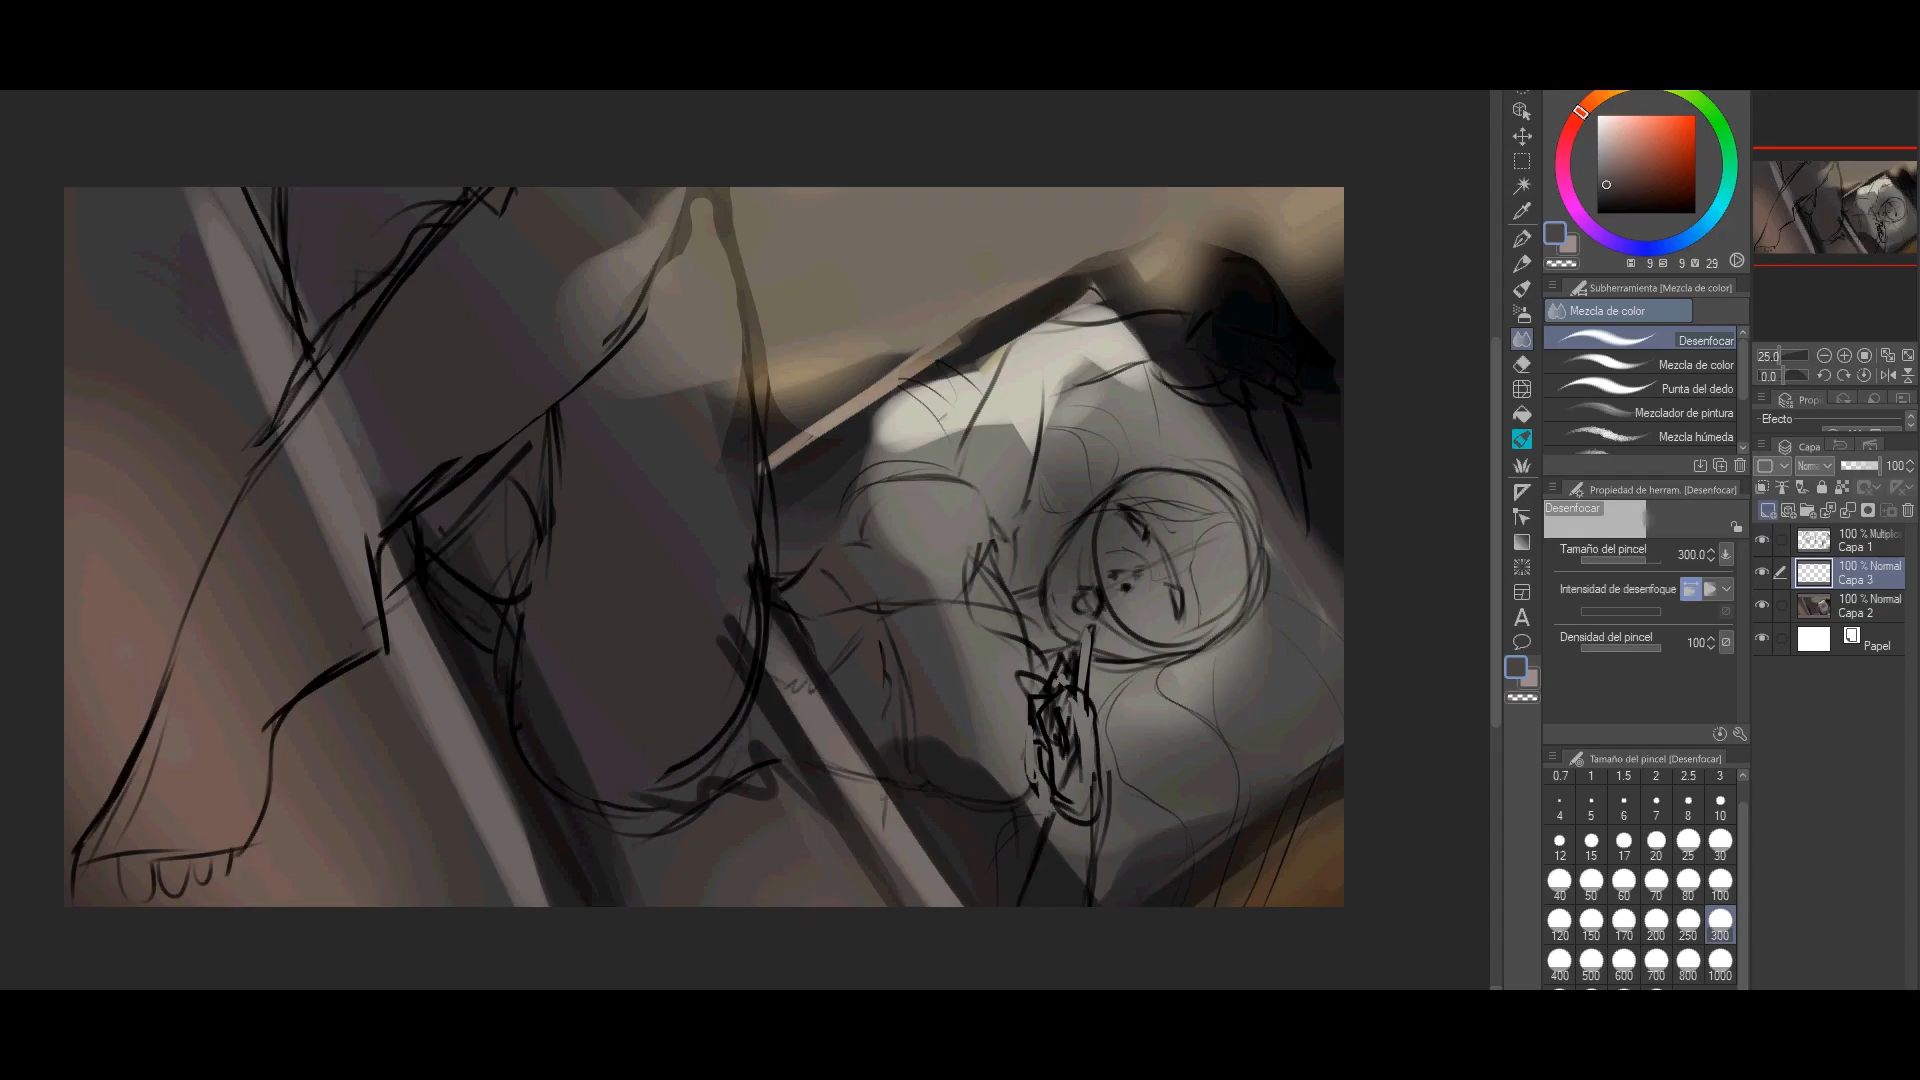 9 9 29
Subherramienta [Mezcla de color]
Mezcla de color
Desenfocar
Mezcla de color
Punta del dedo
Mezclador de pintura
Mezcla húmeda
Propiedad de herram. [Desenfocar]
Desenfocar
Tamaño del pincel 300.0
Intensidad de desenfoque
Densidad del pincel 100
Tamaño del pincel [Desenfocar]
0.7 1 1.5 2 2.5 3
4 5 6 7 8 10
12 15 17 20 25 30
40 50 60 70 80 100
120 150 170 200 250 300
400 500 600 700 800 1000
25.0
0.0
Prop
Efecto
Capa
100
100 %
Capa 1
100 % Normal
Capa 3
100 % Normal
Capa 2
Papel